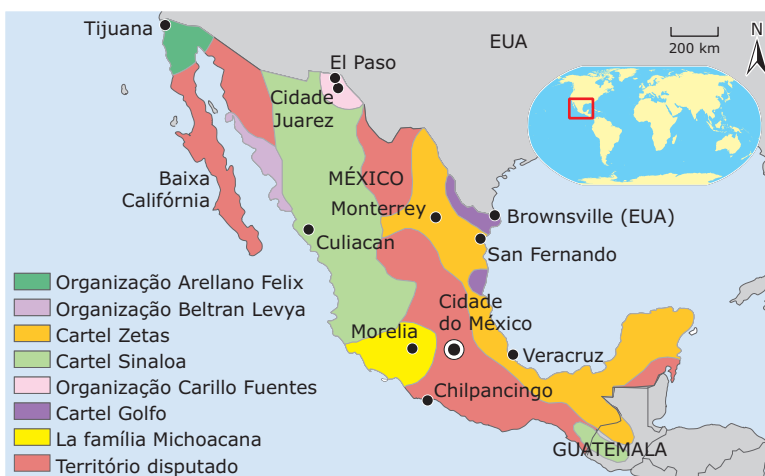 Tijuana
EUA
200 km
N
El Paso
Cidade
Juarez
Baixa
Califórnia
MÉXICO
Monterrey
Brownsville (EUA)
Culiacan
San Fernando
Organização Arellano Felix
Organização Beltran Levya
Cartel Zetas
Cartel Sinaloa
Organização Carillo Fuentes
Cartel Golfo
La família Michoacana
Território disputado
Cidade
do México
Morelia
Veracruz
Chilpancingo
GUATEMALA